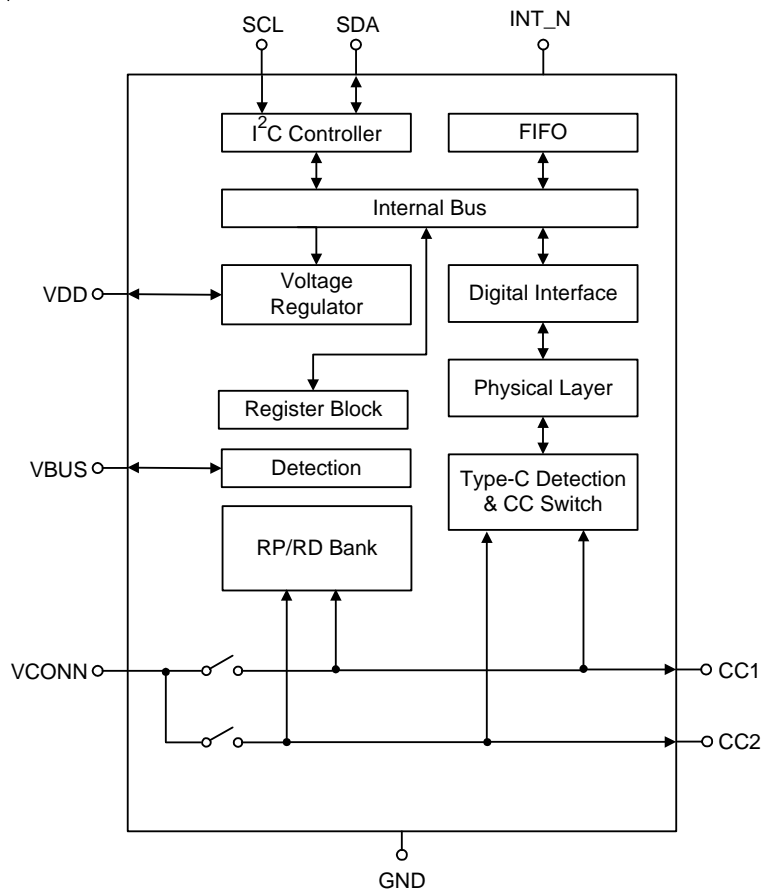 SCL
SDA
INT_N
I²C Controller
FIFO
Internal Bus
VDD
Voltage
Regulator
Digital Interface
Register Block
Physical Layer
VBUS
Detection
Type-C Detection
& CC Switch
RP/RD Bank
VCONN
CC1
CC2
GND